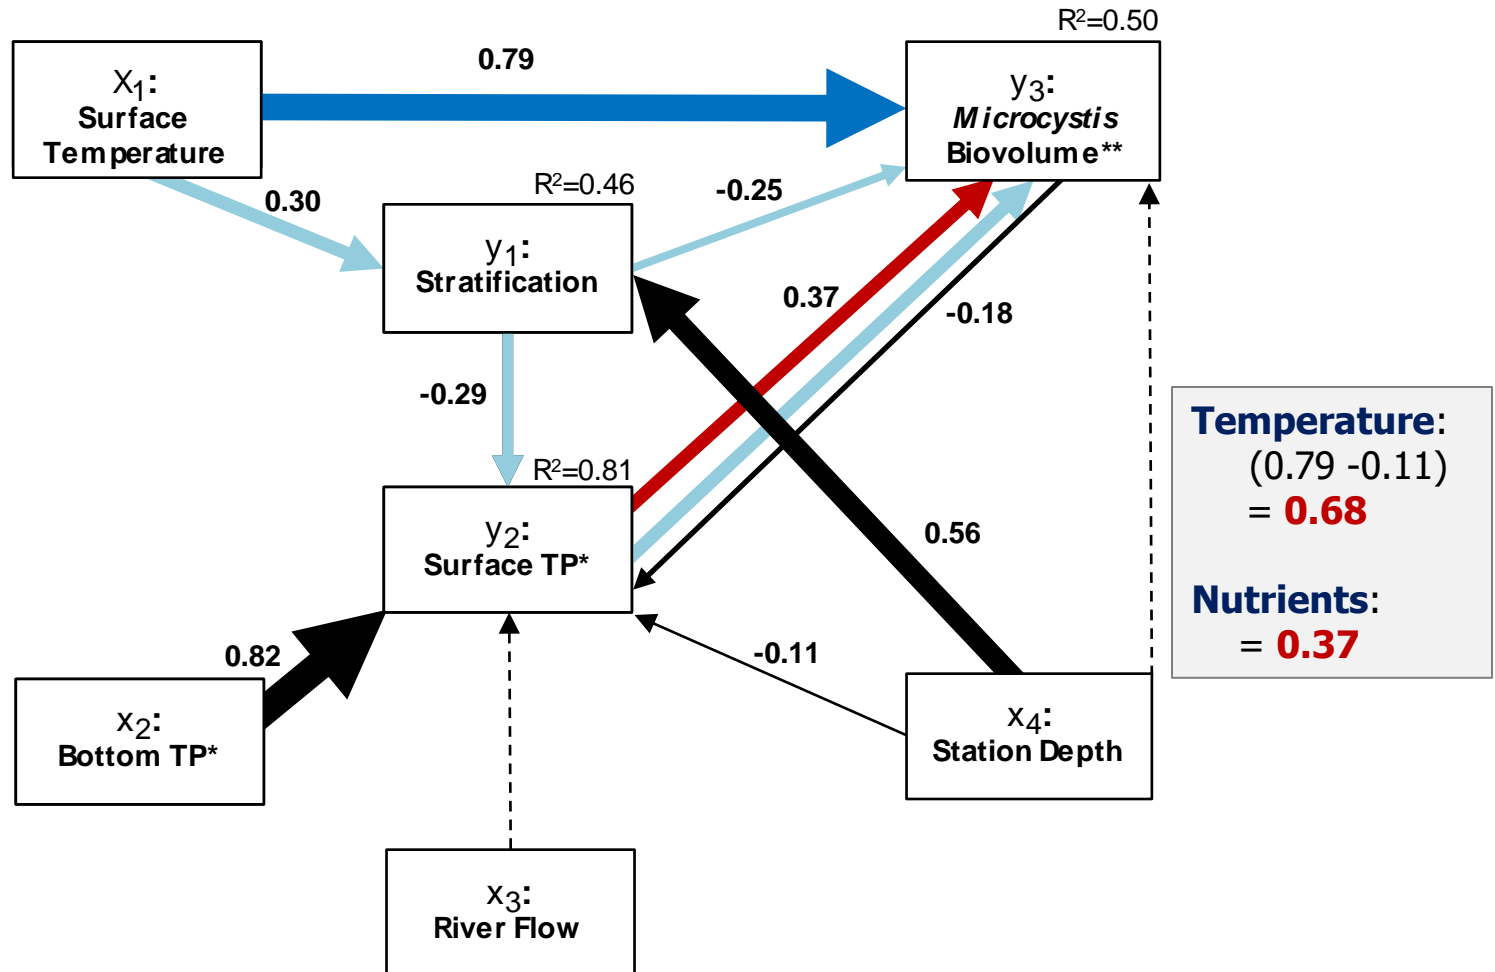 R²=0.50
X₁:
Surface
Temperature
0.79
y₃:
Microcystis
Biovolume**
0.30
R²=0.46
-0.25
y₁:
Stratification
0.37
-0.18
-0.29
R²=0.81
y₂:
Surface TP*
0.56
Temperature:
(0.79 -0.11)
= 0.68
Nutrients:
= 0.37
0.82
-0.11
x₂:
Bottom TP*
x₄:
Station Depth
x₃:
River Flow